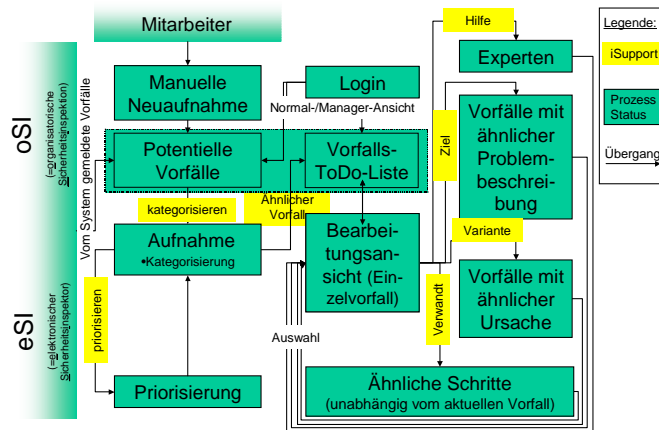 Mitarbeiter
Hilfe
Legende:
iSupport
Experten
Manuelle
Neuaufnahme
Login
Normal-/Manager-Ansicht
Prozess
Status
Übergang
oSI
(=organisatorische
Sicherheitsinspektion)
Vom System gemeldete Vorfälle
Potentielle
Vorfälle
Vorfalls-
ToDo-Liste
Ziel
Vorfälle mit
ähnlicher
Problem-
beschrei-
bung
kategorisieren
Ähnlicher
Vorfall
Aufnahme
•Kategorisierung
Bearbei-
tungsan-
sicht (Ein-
zelvorfall)
Variante
Vorfälle mit
ähnlicher
Ursache
eSI
(=elektronischer
Sicherheitsinspektor)
priorisieren
Auswahl
Verwandt
Priorisierung
Ähnliche Schritte
(unabhängig vom aktuellen Vorfall)